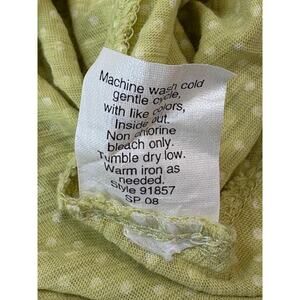 Machine wash cold
gentle cycle,
with like colors,
Inside out.
Non chlorine
bleach only.
Tumble dry low.
Warm iron as
needed.
Style 91857
SP 08